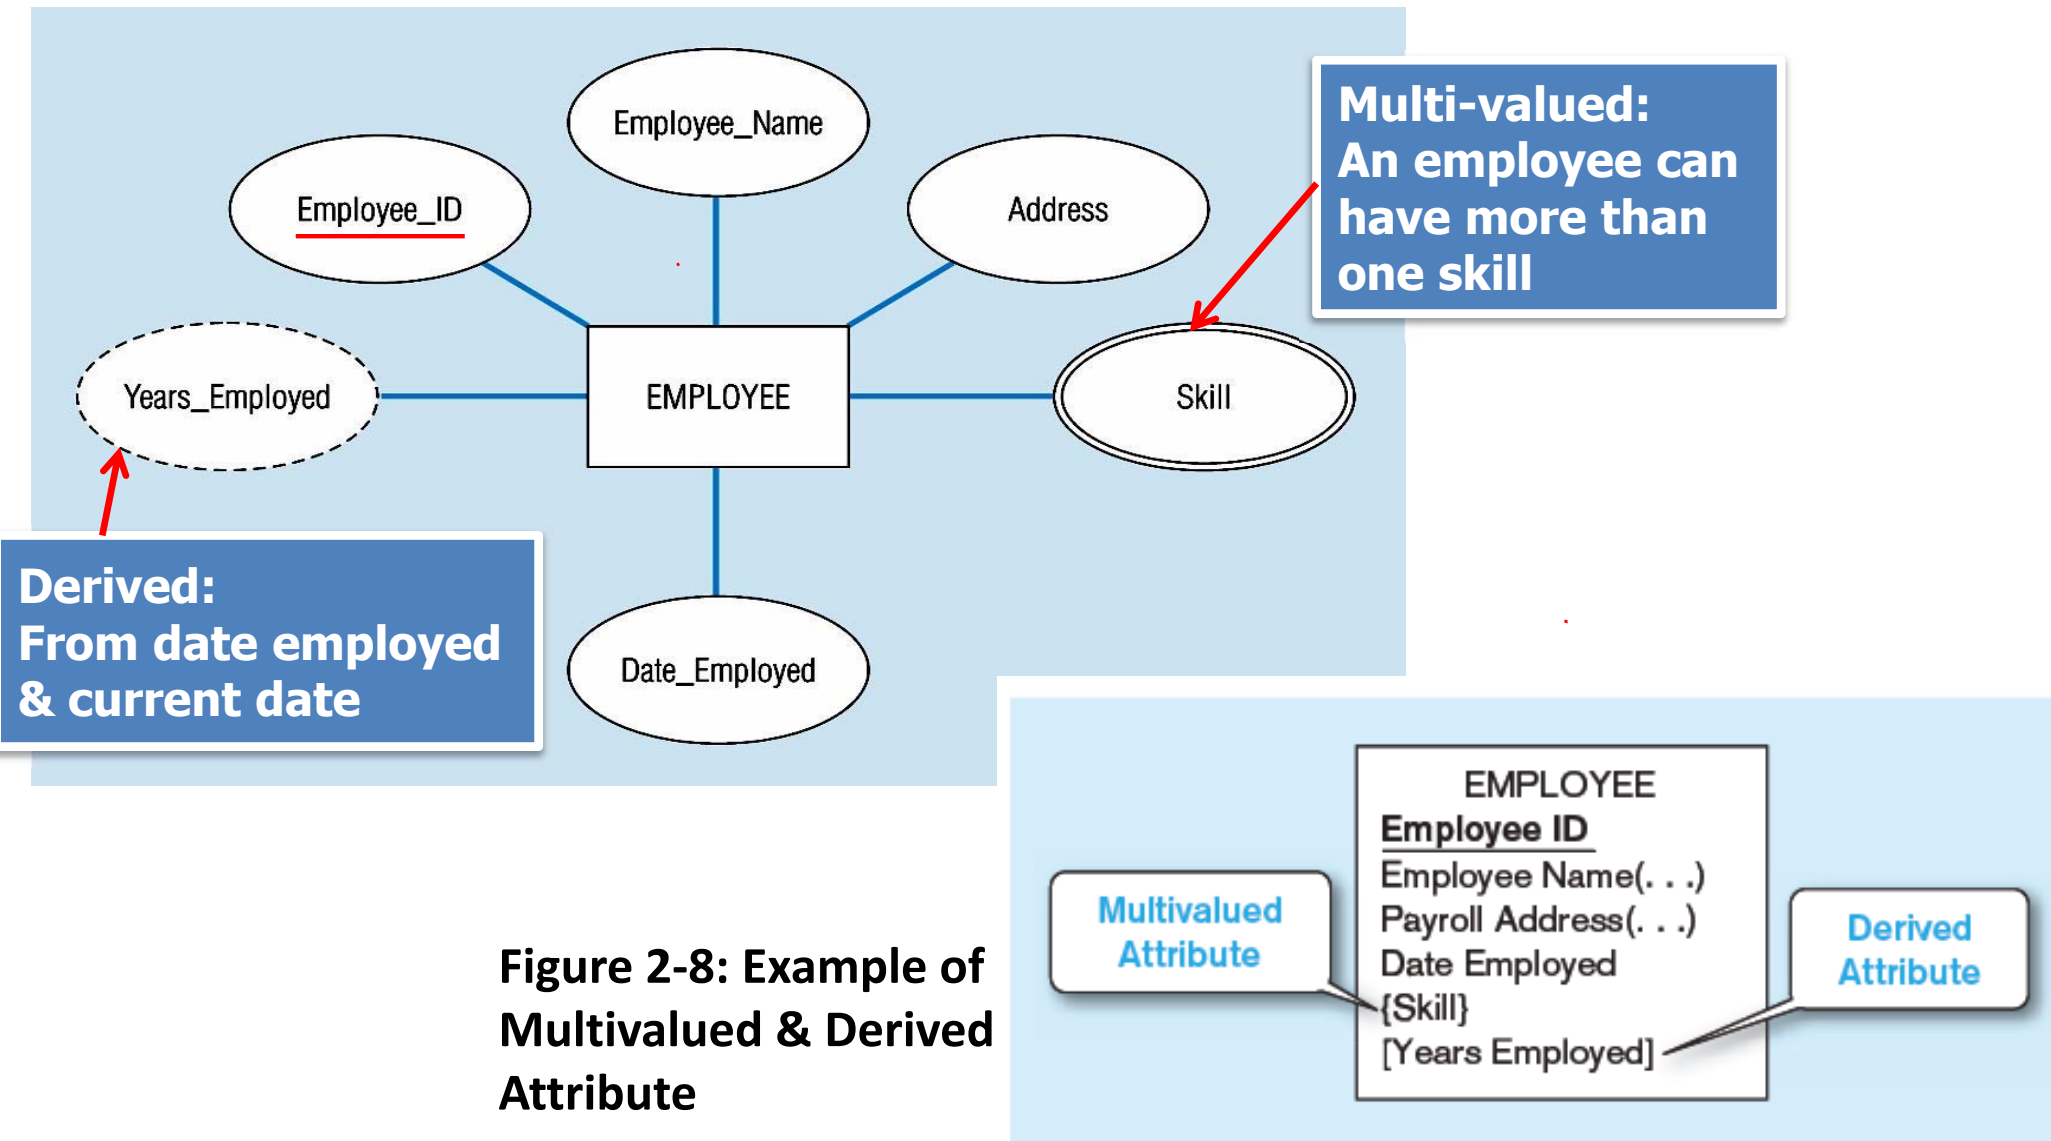 Employee_Name
Employee_ID
Address
Multi-valued:
An employee can
have more than
one skill
Years_Employed
EMPLOYEE
Skill
Derived:
From date employed
& current date
Date_Employed
EMPLOYEE
Employee ID
Employee Name(. . .)
Payroll Address(. . .)
Date Employed
{Skill}
[Years Employed]
Multivalued
Attribute
Derived
Attribute
Figure 2-8: Example of
Multivalued & Derived
Attribute